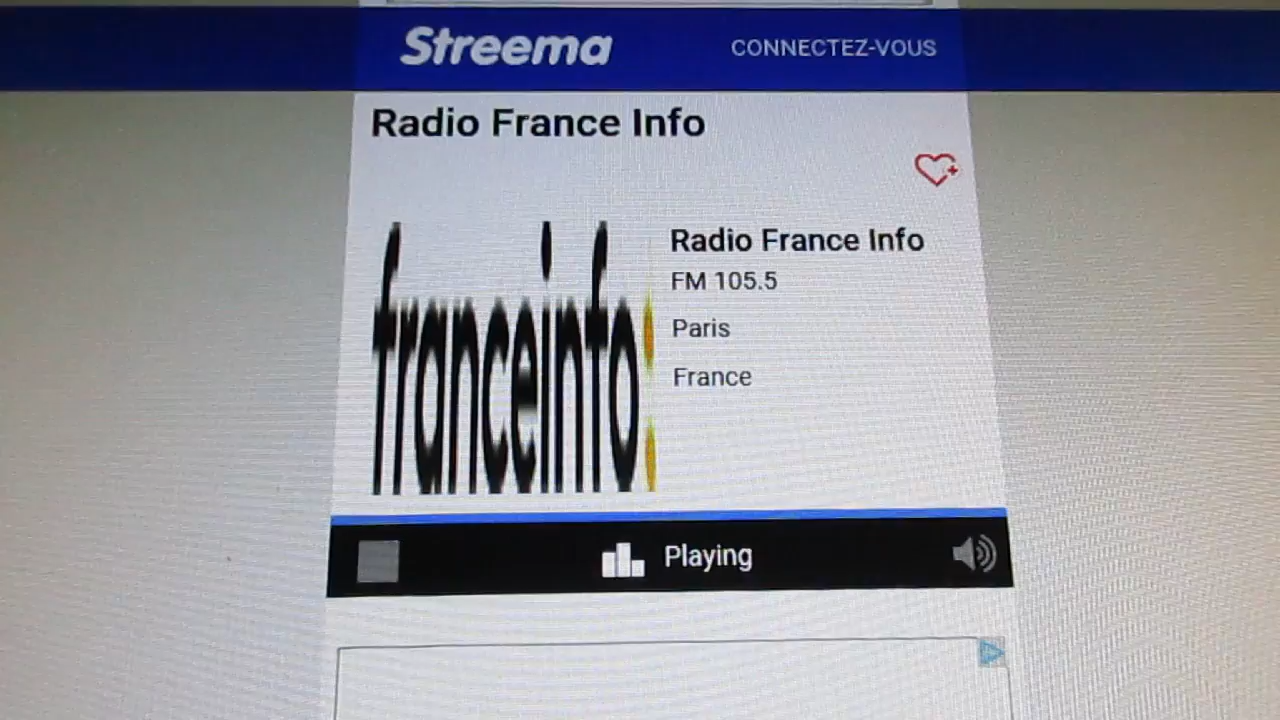 Streema
CONNECTEZ-VOUS
Radio France Info
franceinfo:
Radio France Info
FM 105.5
Paris
France
Playing